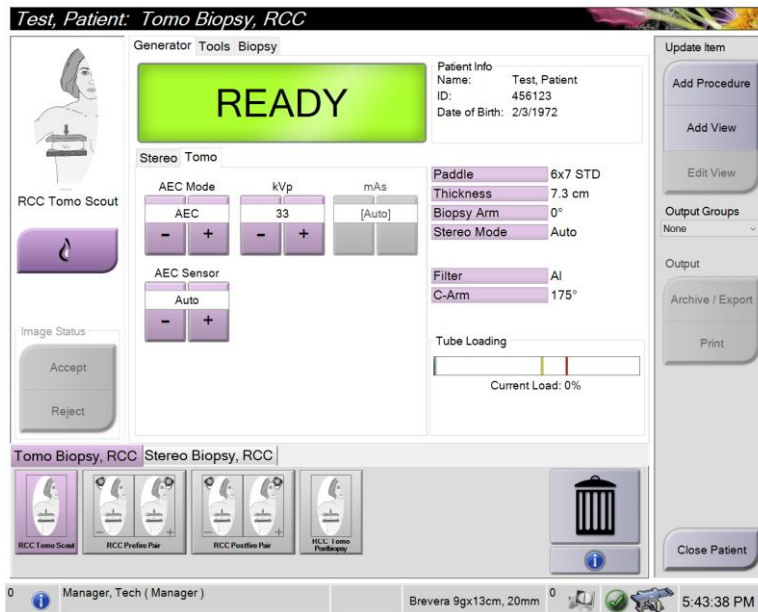 Test, Patient: Tomo Biopsy, RCC
Generator Tools Biopsy
READY
Patient Info
Name: Test, Patient
ID: 456123
Date of Birth: 2/3/1972
RCC Tomo Scout
Image Status
Accept
Reject
Stereo Tomo
AEC Mode kVp mAs
AEC 33 [Auto]
- + - +
AEC Sensor
Auto
- +
Paddle 6x7 STD
Thickness 7.3 cm
Biopsy Arm 0°
Stereo Mode Auto
Filter Al
C-Arm 175°
Tube Loading
Current Load: 0%
Update Item
Add Procedure
Add View
Edit View
Output Groups
None
Output
Archive / Export
Print
Close Patient
Tomo Biopsy, RCC Stereo Biopsy, RCC
RCC Tomo Scout
- +
RCC Prefire Pair
- +
RCC Postfire Pair
RCC Tomo
Postbiopsy
0 Manager, Tech ( Manager ) Brevera 9gx13cm, 20mm 0 5:43:38 PM